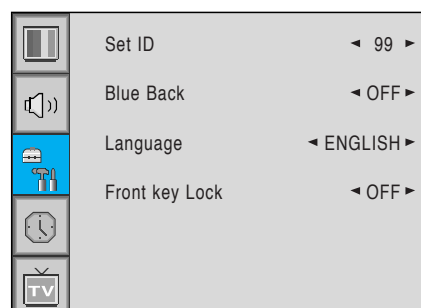 Set ID ◄ 99 ►
Blue Back ◄ OFF ►
Language ◄ ENGLISH ►
Front key Lock ◄ OFF ►
TV